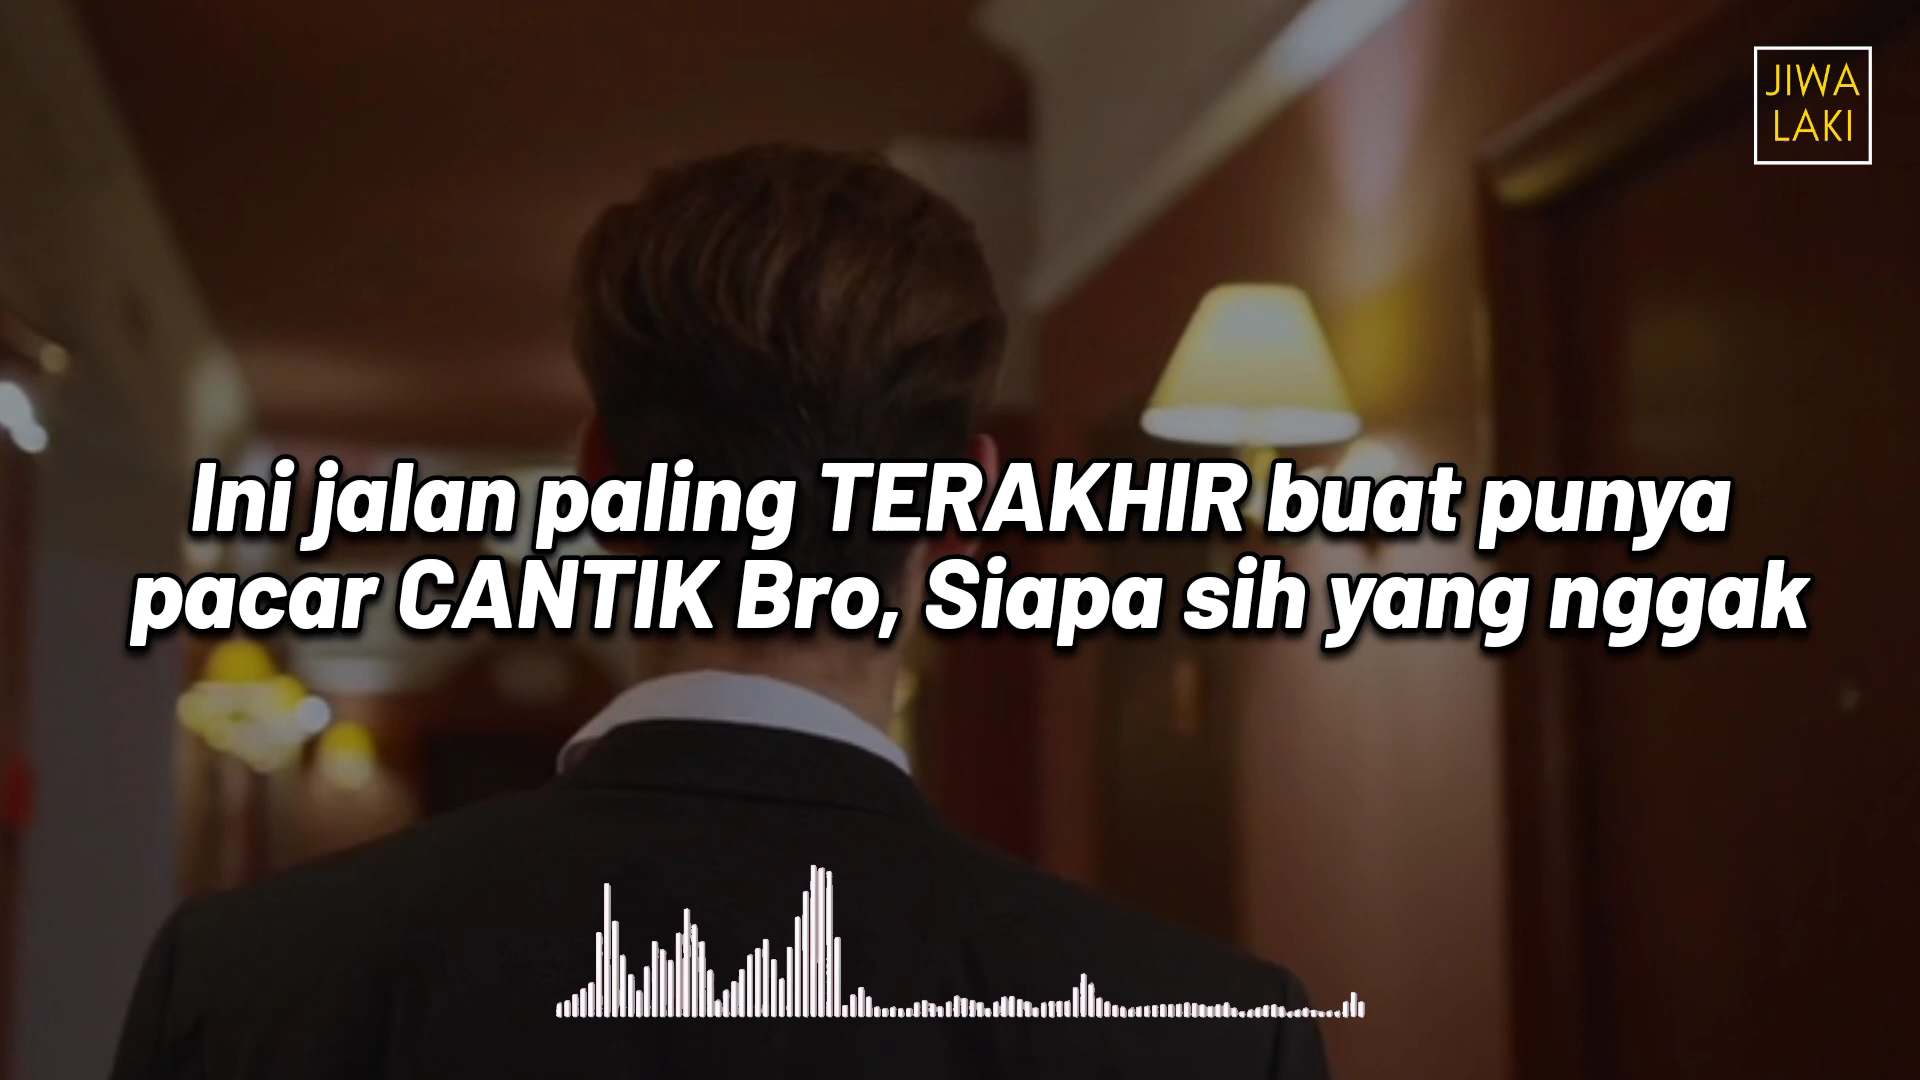 JIWA
LAKI
Ini jalan paling TERAKHIR buat punya
pacar CANTIK Bro, Siapa sih yang nggak